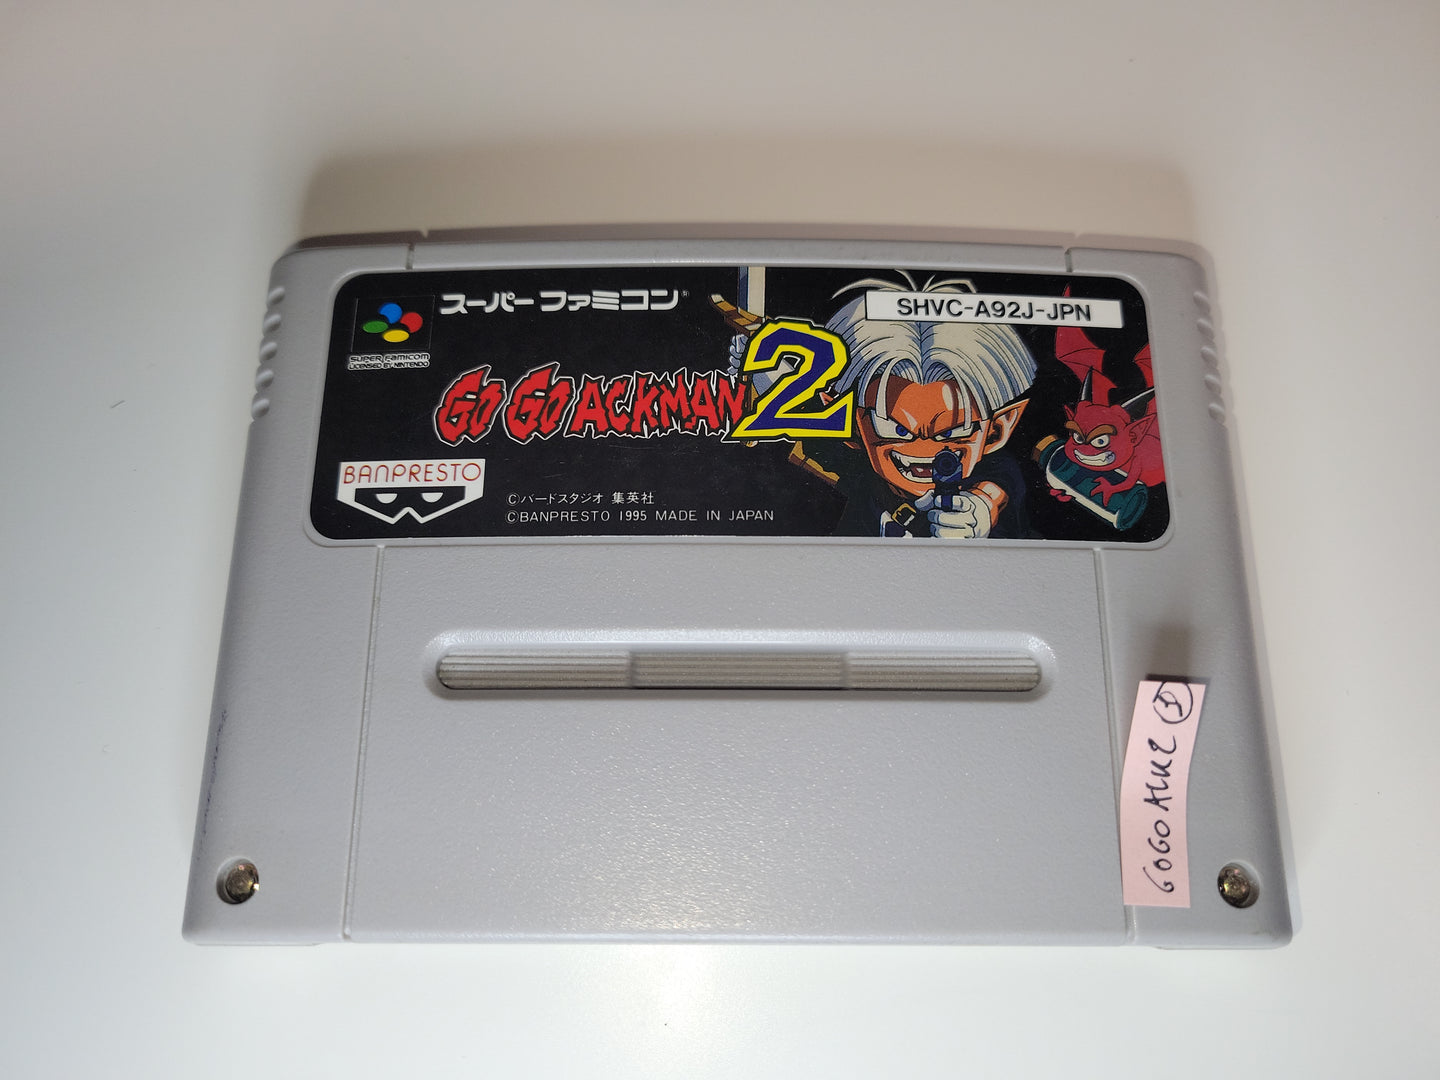 スーパーファミコン®
SHVC-A92J-JPN
SUPER FAMICOM
LICENSED BY NINTENDO
GO GO ACKMAN 2
BANPRESTO
©バードスタジオ 集英社
©BANPRESTO 1995 MADE IN JAPAN
GOGO ACK 2